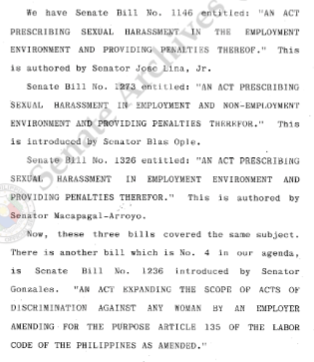 We have Senate Bill No. 1146 entitled: "AN ACT
PRESCRIBING SEXUAL HARASSMENT IN THE EMPLOYMENT
ENVIRONMENT AND PROVIDING PENALTIES THEREOF." This
is authored by Senator Jose Lina, Jr.
Senate Bill No. 1273 entitled: "AN ACT PRESCRIBING
SEXUAL HARASSMENT IN EMPLOYMENT AND NON-EMPLOYMENT
ENVIRONMENT AND PROVIDING PENALTIES THEREFOR." This
is introduced by Senator Blas Ople.
Senate Bill No. 1326 entitled: "AN ACT PRESCRIBING
SEXUAL HARASSMENT IN EMPLOYMENT ENVIRONMENT AND
PROVIDING PENALTIES THEREFOR." This is authored by
Senator Macapagal-Arroyo.
Now, these three bills covered the same subject.
There is another bill which is No. 4 in our agenda,
is Senate Bill No. 1236 introduced by Senator
Gonzales. "AN ACT EXPANDING THE SCOPE OF ACTS OF
DISCRIMINATION AGAINST ANY WOMAN BY AN EMPLOYER
AMENDING FOR THE PURPOSE ARTICLE 135 OF THE LABOR
CODE OF THE PHILIPPINES AS AMENDED."
Senate Archives